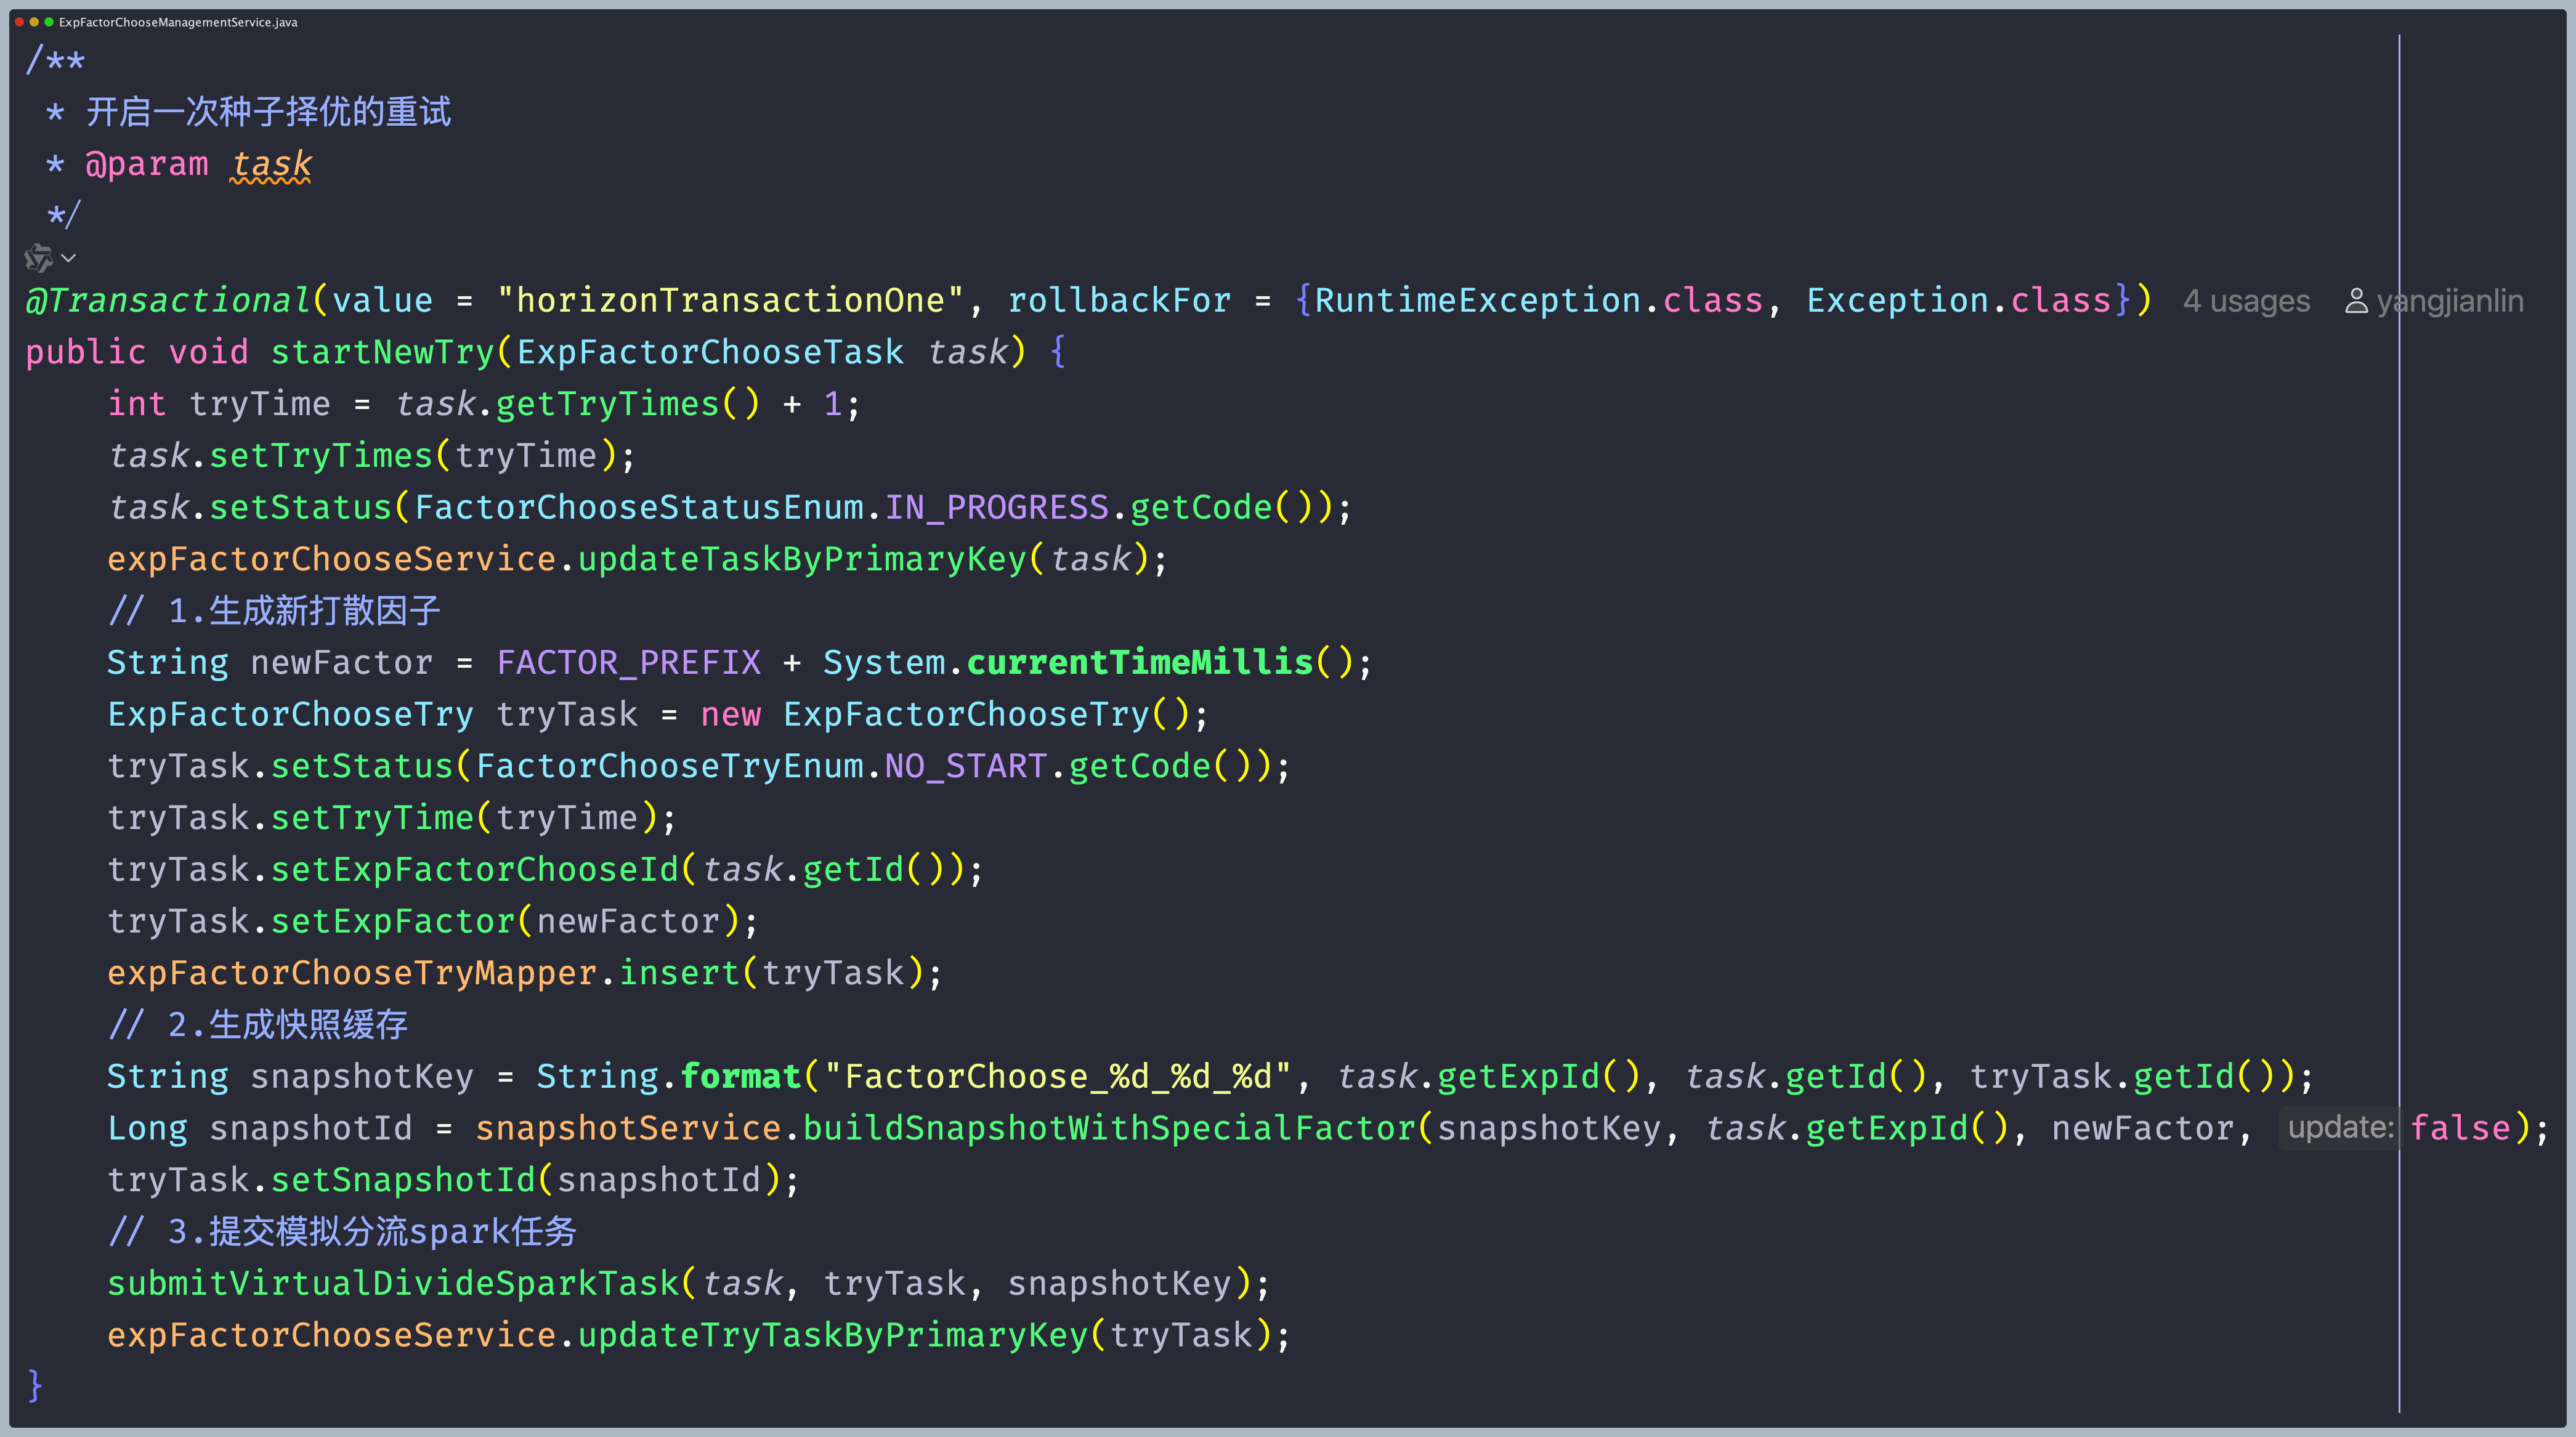 ExpFactorChooseManagementService.java
/**
 * 开启一次种子择优的重试
 * @param task
 */
@Transactional(value = "horizonTransactionOne", rollbackFor = {RuntimeException.class, Exception.class}) 4 usages yangjianlin
public void startNewTry(ExpFactorChooseTask task) {
    int tryTime = task.getTryTimes() + 1;
    task.setTryTimes(tryTime);
    task.setStatus(FactorChooseStatusEnum.IN_PROGRESS.getCode());
    expFactorChooseService.updateTaskByPrimaryKey(task);
    // 1.生成新打散因子
    String newFactor = FACTOR_PREFIX + System.currentTimeMillis();
    ExpFactorChooseTry tryTask = new ExpFactorChooseTry();
    tryTask.setStatus(FactorChooseTryEnum.NO_START.getCode());
    tryTask.setTryTime(tryTime);
    tryTask.setExpFactorChooseId(task.getId());
    tryTask.setExpFactor(newFactor);
    expFactorChooseTryMapper.insert(tryTask);
    // 2.生成快照缓存
    String snapshotKey = String.format("FactorChoose_%d_%d_%d", task.getExpId(), task.getId(), tryTask.getId());
    Long snapshotId = snapshotService.buildSnapshotWithSpecialFactor(snapshotKey, task.getExpId(), newFactor, update: false);
    tryTask.setSnapshotId(snapshotId);
    // 3.提交模拟分流spark任务
    submitVirtualDivideSparkTask(task, tryTask, snapshotKey);
    expFactorChooseService.updateTryTaskByPrimaryKey(tryTask);
}